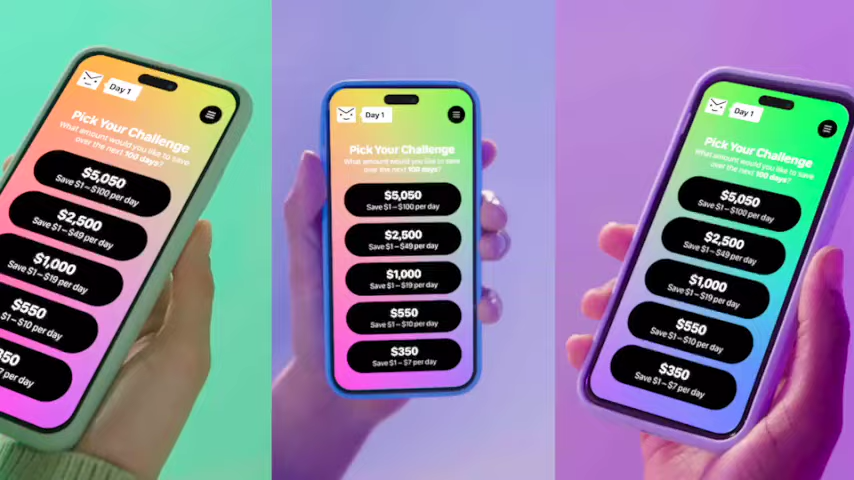 Day 1
Pick Your Challenge
What amount would you like to save
over the next 100 days?
$5,050
Save $1–$100 per day
$2,500
Save $1–$49 per day
$1,000
Save $1–$19 per day
$550
$1–$10 per day
350
per day
Day 1
Pick Your Challenge
What amount would you like to save
over the next 100 days?
$5,050
Save $1–$100 per day
$2,500
Save $1–$49 per day
$1,000
Save $1–$19 per day
$550
Save $1–$10 per day
$350
Save $1–$7 per day
Day 1
Pick Your Challenge
What amount would you like to save
over the next 100 days?
$5,050
Save $1–$100 per day
$2,500
Save $1–$49 per day
$1,000
Save $1–$19 per day
$550
Save $1–$10 per day
$350
Save $1–$7 per day